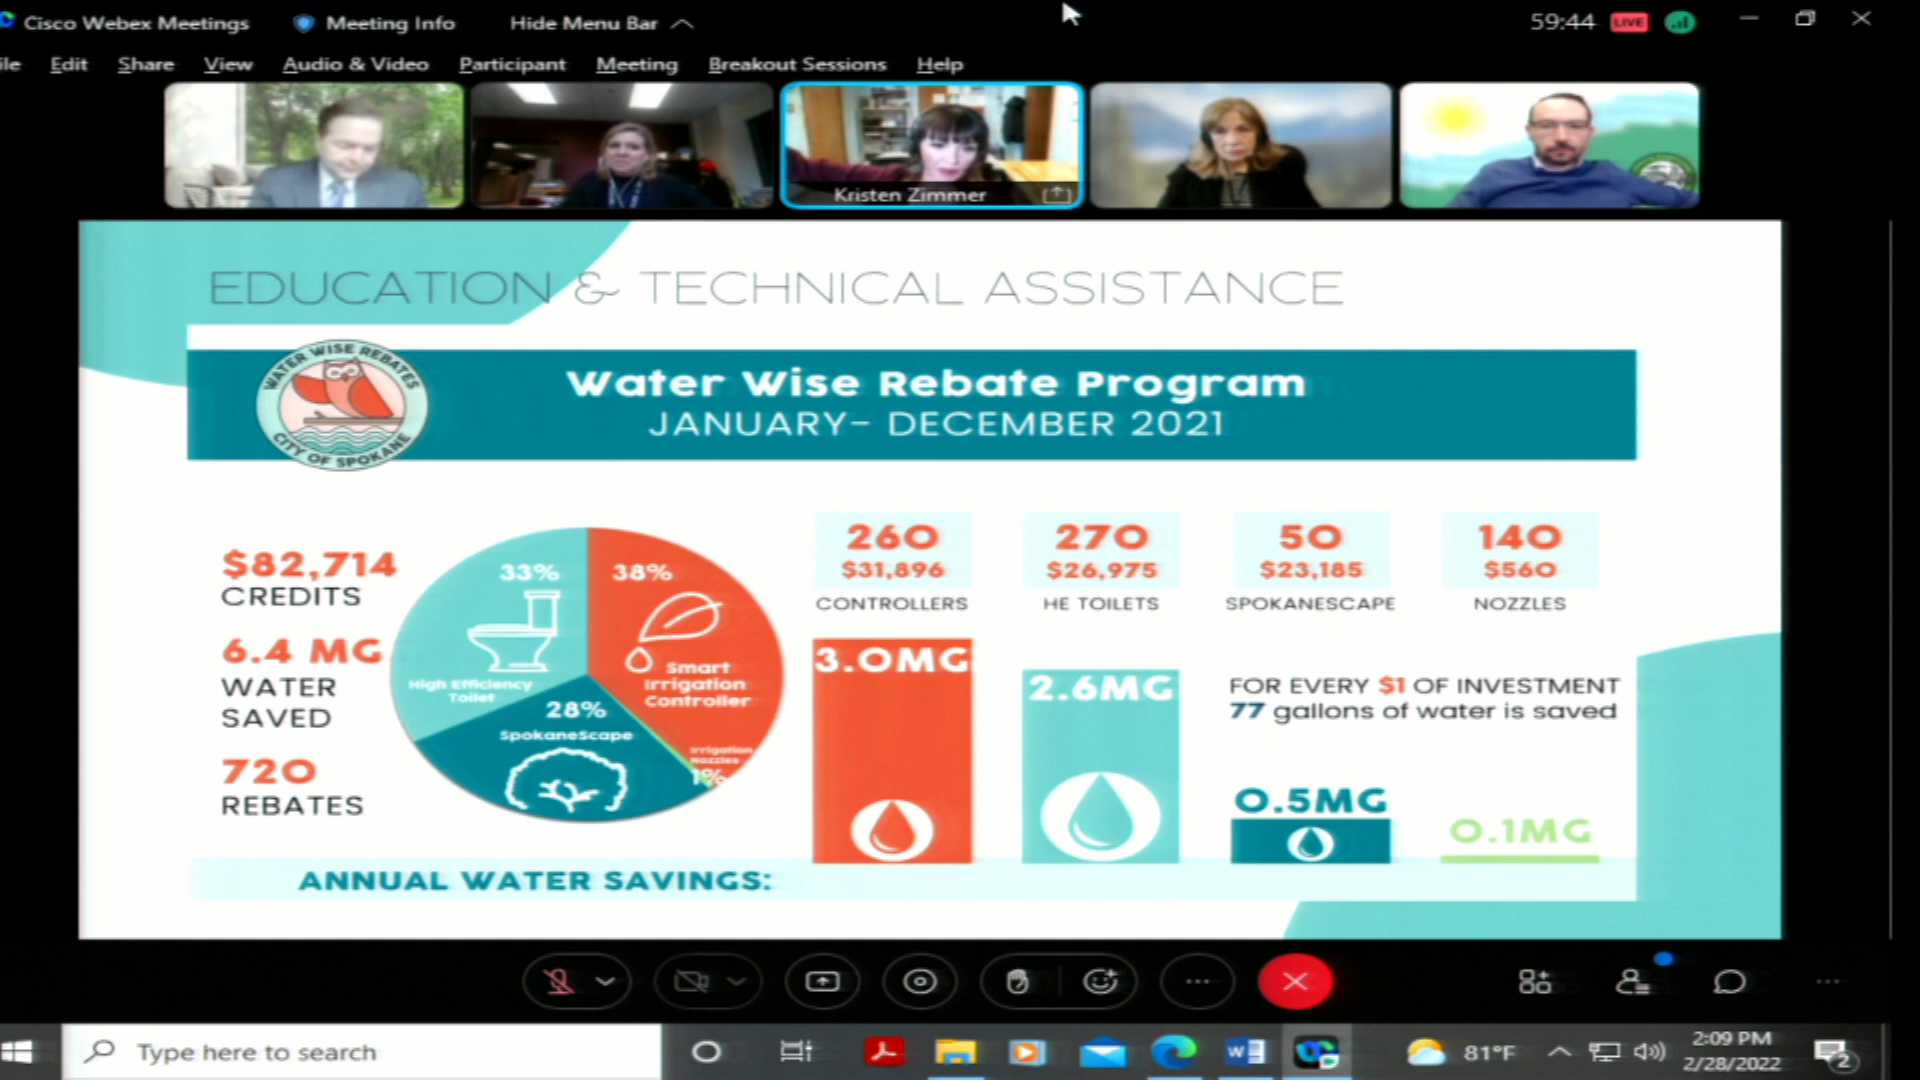 Cisco Webex Meetings
Meeting Info
Hide Menu Bar
59:44
LIVE
ile Edit Share View Audio & Video Participant Meeting Breakout Sessions Help
Kristen Zimmer
EDUCATION & TECHNICAL ASSISTANCE
WATER WISE REBATES
CITY OF SPOKANE
Water Wise Rebate Program
JANUARY- DECEMBER 2021
$82,714
CREDITS
6.4 MG
WATER
SAVED
720
REBATES
33%
High Efficiency
Toilet
38%
Smart
Irrigation
Controller
28%
SpokaneScape
Irrigation
Nozzles
1%
260
$31,896
CONTROLLERS
270
$26,975
HE TOILETS
50
$23,185
SPOKANESCAPE
140
$560
NOZZLES
3.0MG
2.6MG
FOR EVERY $1 OF INVESTMENT
77 gallons of water is saved
0.5MG
0.1MG
ANNUAL WATER SAVINGS:
Type here to search
81°F
2:09 PM
2/28/2022
2